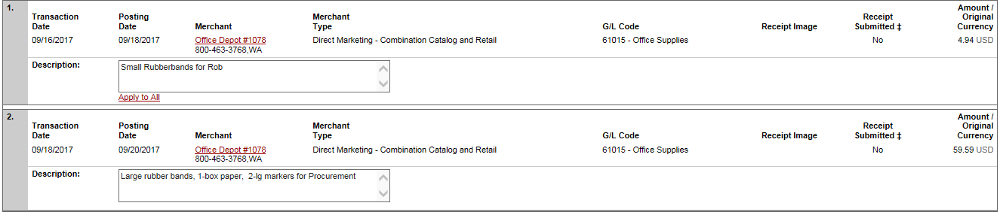 1.
Amount /
Transaction Posting Merchant Receipt Original
Date Date Merchant Type G/L Code Receipt Image Submitted ‡ Currency
09/16/2017 09/18/2017 Office Depot #1078 Direct Marketing - Combination Catalog and Retail 61015 - Office Supplies No 4.94 USD
800-463-3768,WA
Description: Small Rubberbands for Rob
Apply to All
2.
Amount /
Transaction Posting Merchant Receipt Original
Date Date Merchant Type G/L Code Receipt Image Submitted ‡ Currency
09/18/2017 09/20/2017 Office Depot #1078 Direct Marketing - Combination Catalog and Retail 61015 - Office Supplies No 59.59 USD
800-463-3768,WA
Description: Large rubber bands, 1-box paper, 2-lg markers for Procurement